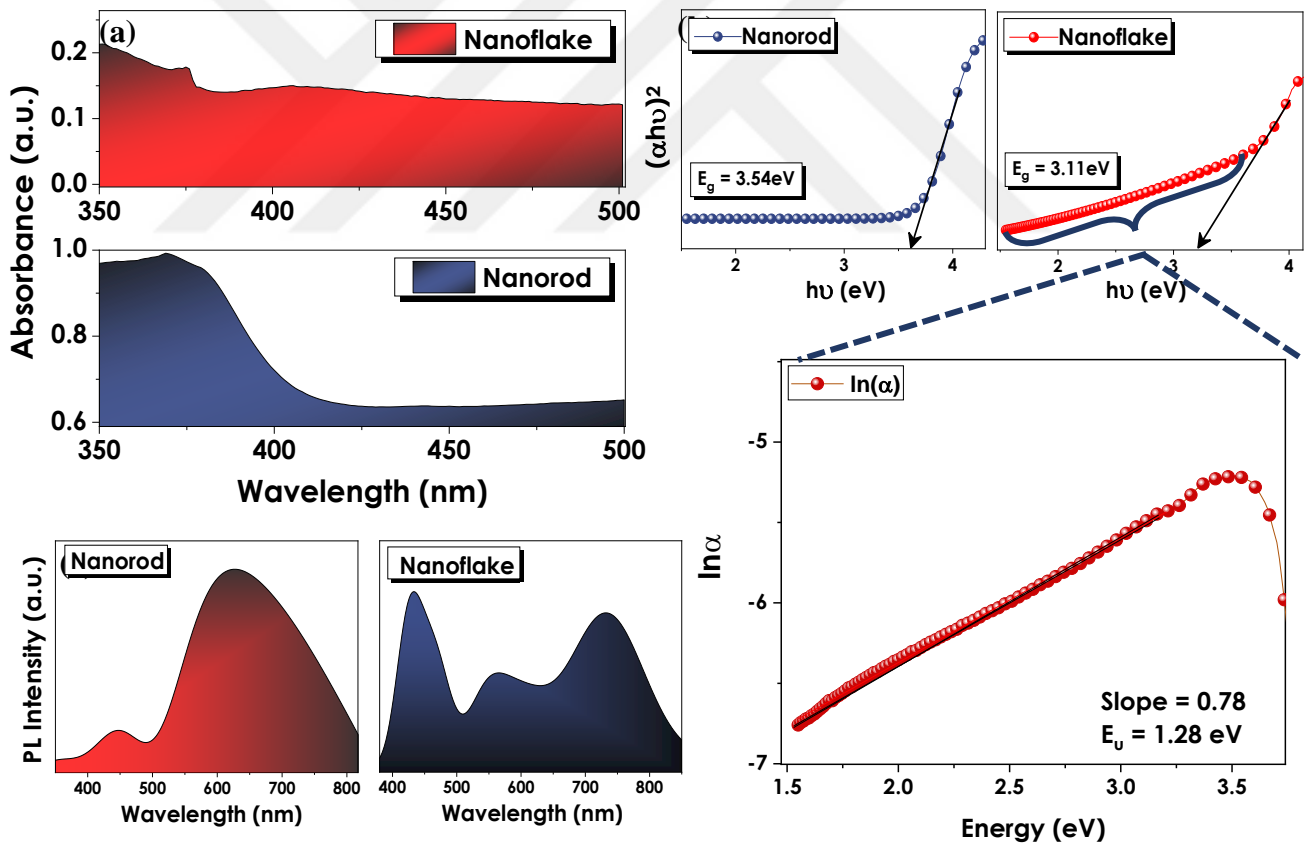 (a)
Nanoflake
0.2
0.1
0.0
350
400
450
500
Nanorod
1.0
0.8
0.6
350
400
450
500
Absorbance (a.u.)
Wavelength (nm)
(
Nanorod
(αhυ)²
E_g = 3.54eV
2
3
4
hυ (eV)
Nanoflake
E_g = 3.11eV
2
3
4
hυ (eV)
ln(α)
-5
-6
-7
lnα
Slope = 0.78
E_u = 1.28 eV
1.5
2.0
2.5
3.0
3.5
Energy (eV)
(
Nanorod
PL Intensity (a.u.)
400
500
600
700
800
Wavelength (nm)
Nanoflake
400
500
600
700
800
Wavelength (nm)